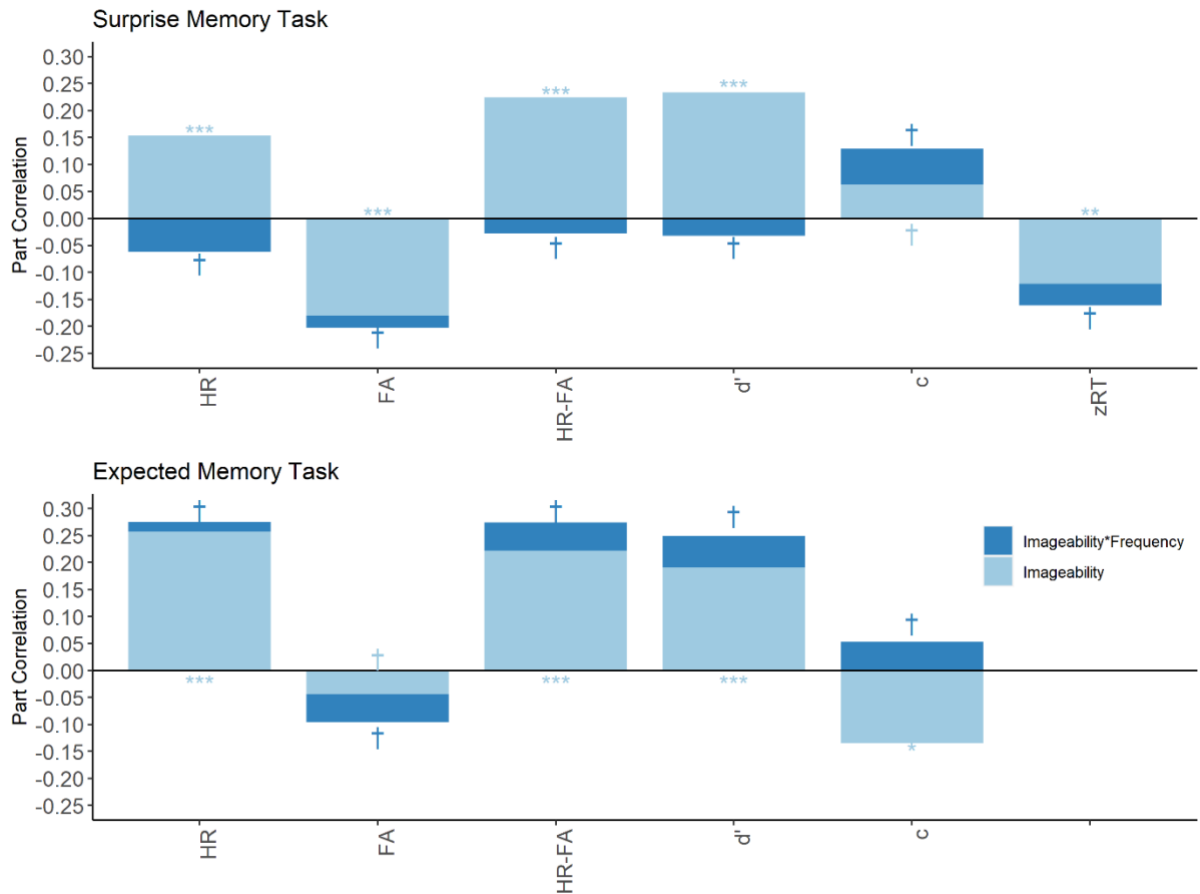 Surprise Memory Task
Part Correlation
0.30
0.25
0.20
0.15
0.10
0.05
0.00
-0.05
-0.10
-0.15
-0.20
-0.25
***
***
***
***
**
†
†
†
†
†
†
†
HR
FA
HR-FA
d'
c
zRT
Expected Memory Task
Part Correlation
0.30
0.25
0.20
0.15
0.10
0.05
0.00
-0.05
-0.10
-0.15
-0.20
-0.25
†
†
†
†
†
†
***
***
***
*
Imageability*Frequency
Imageability
HR
FA
HR-FA
d'
c